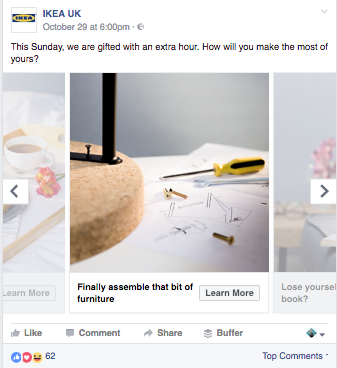 IKEA
IKEA UK
October 29 at 6:00pm ·
This Sunday, we are gifted with an extra hour. How will you make the most of
yours?
Learn More
Finally assemble that bit of
furniture
Learn More
Lose yoursel
book?
Like
Comment
Share
Buffer
62
Top Comments